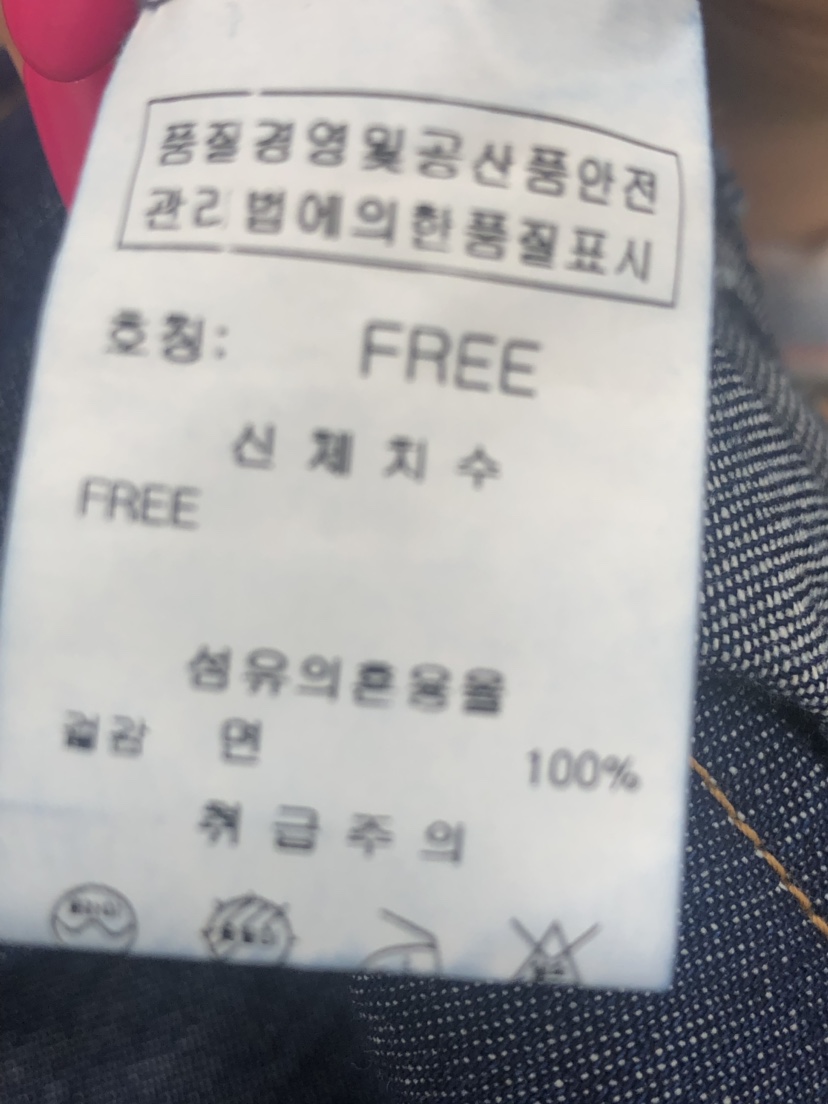 품질경영및공산품안전
관리법에의한품질표시
호칭: FREE
신체치수
FREE
섬유의혼용율
겉감 면 100%
취급주의